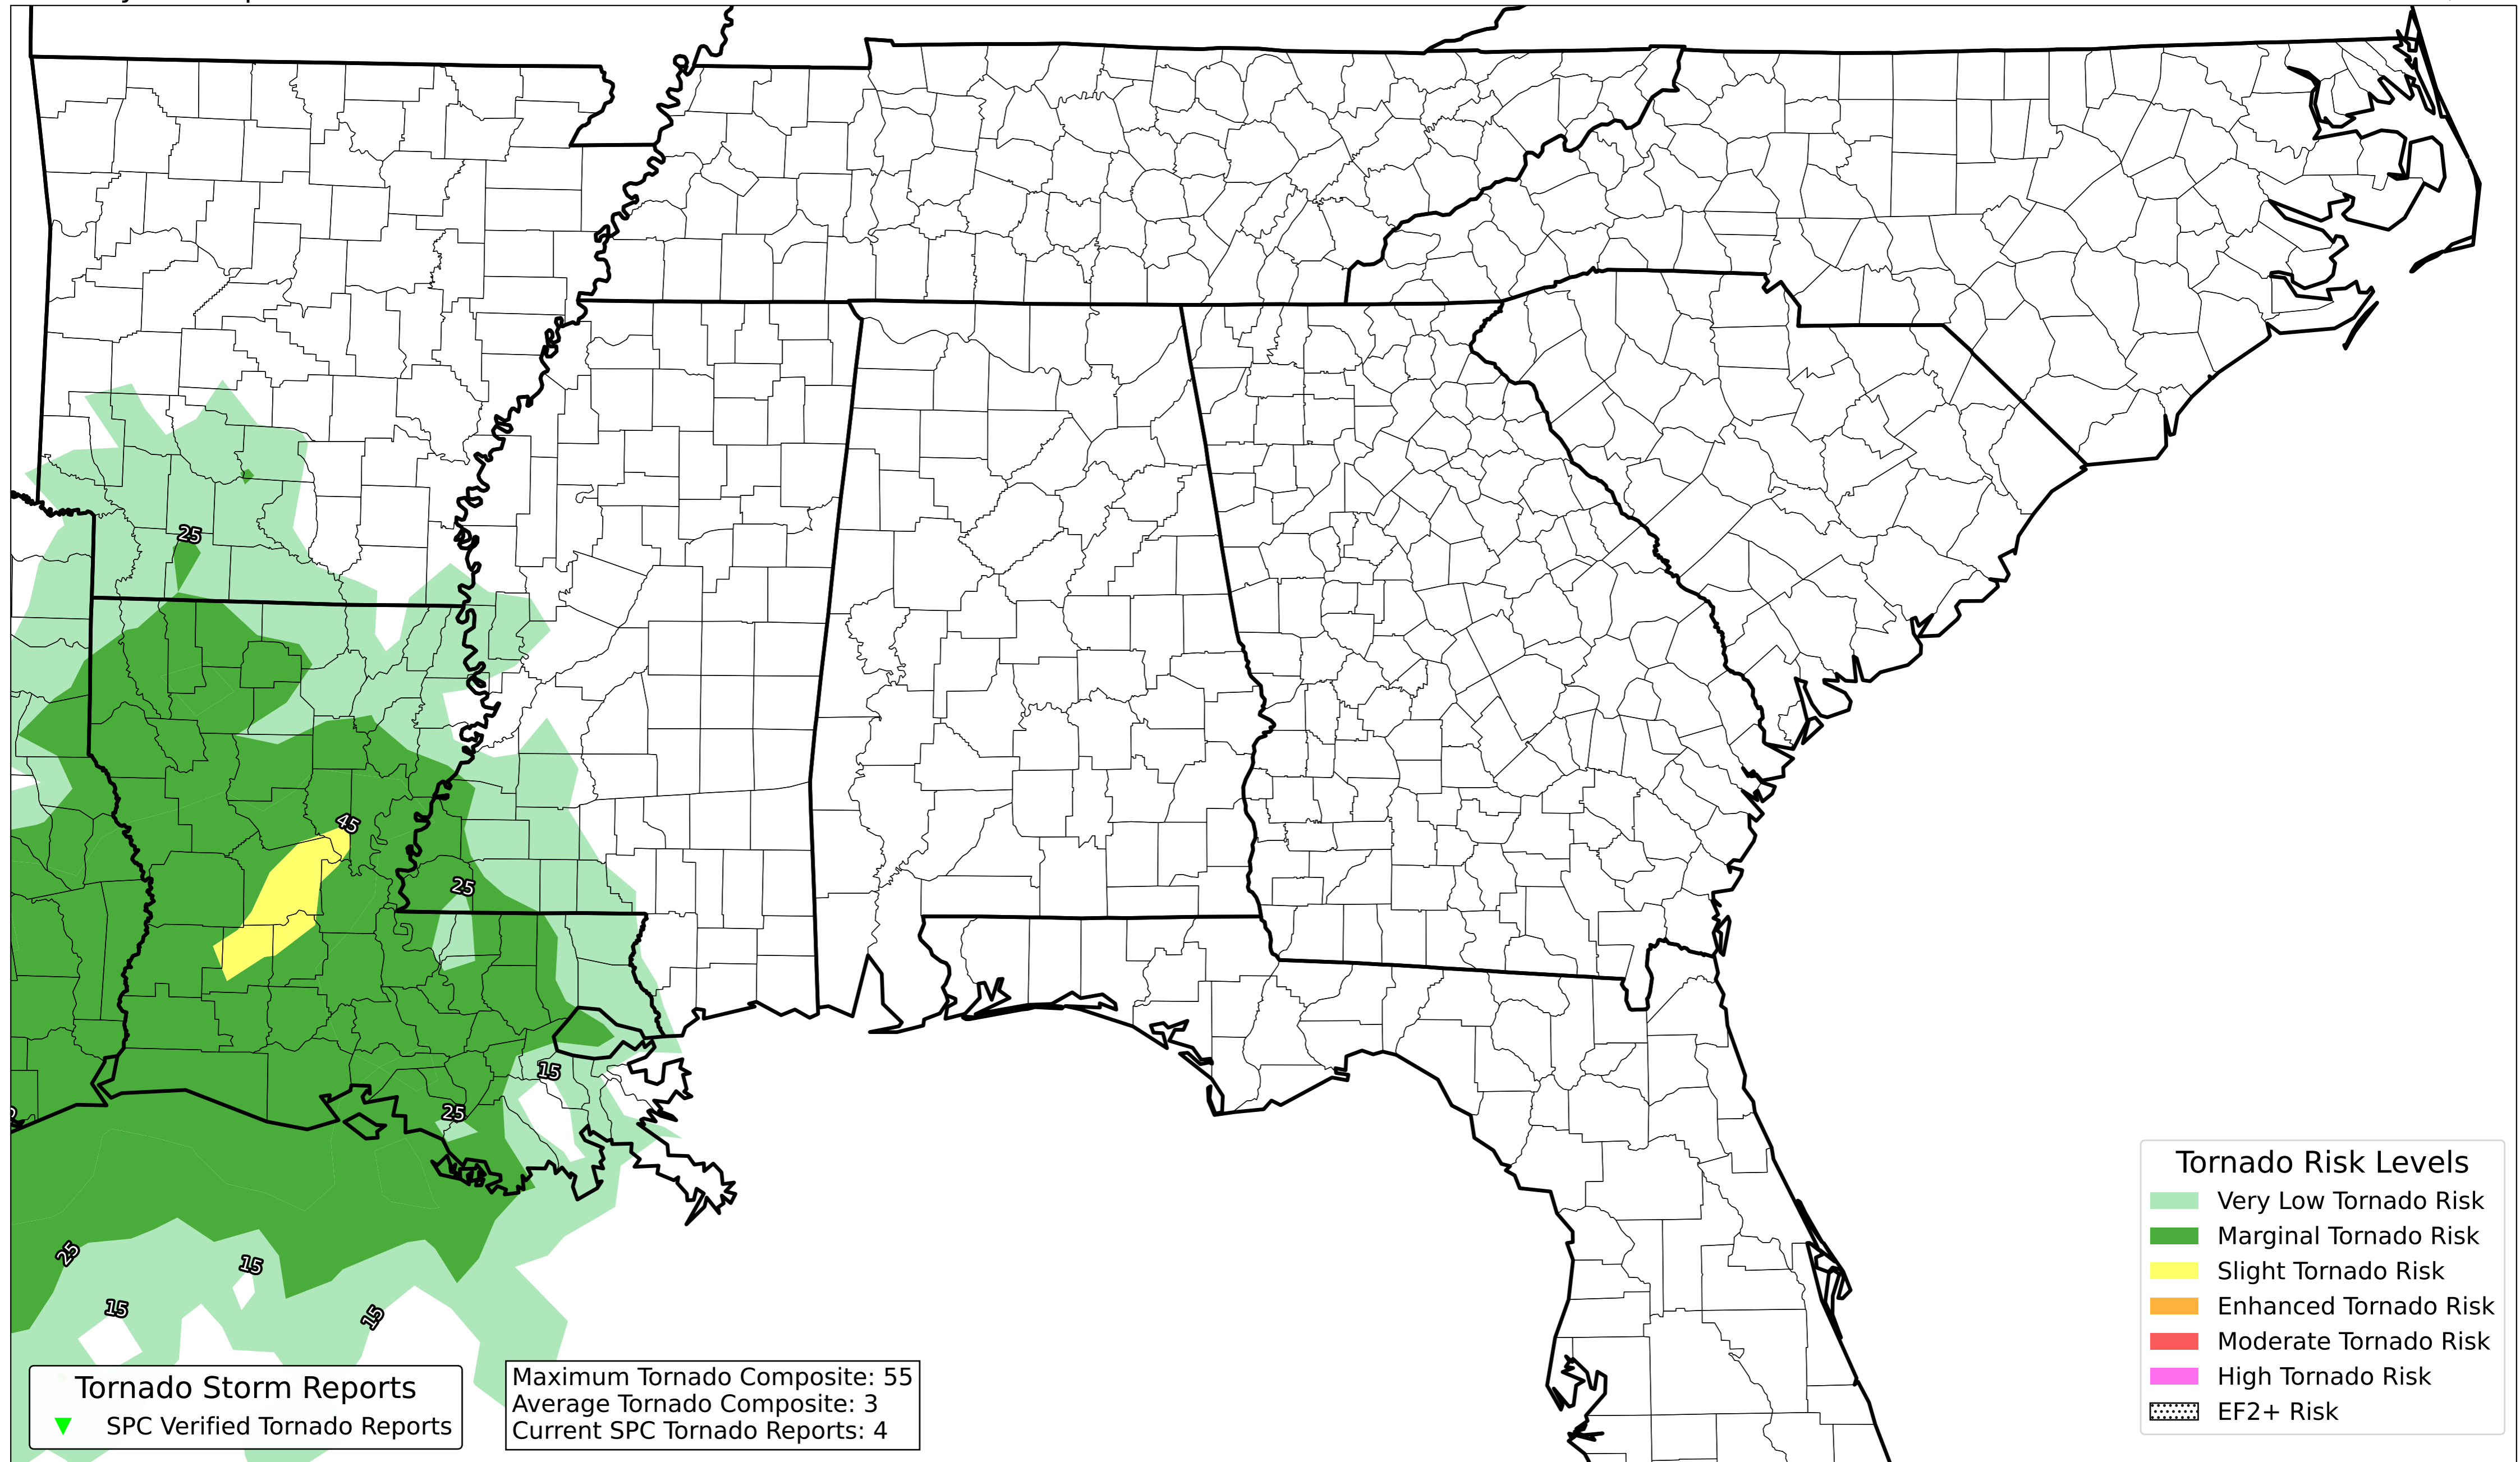 25
45
25
15
25
25
15
15
15
Tornado Risk Levels
Very Low Tornado Risk
Marginal Tornado Risk
Slight Tornado Risk
Enhanced Tornado Risk
Moderate Tornado Risk
High Tornado Risk
EF2+ Risk
Tornado Storm Reports
SPC Verified Tornado Reports
Maximum Tornado Composite: 55
Average Tornado Composite: 3
Current SPC Tornado Reports: 4